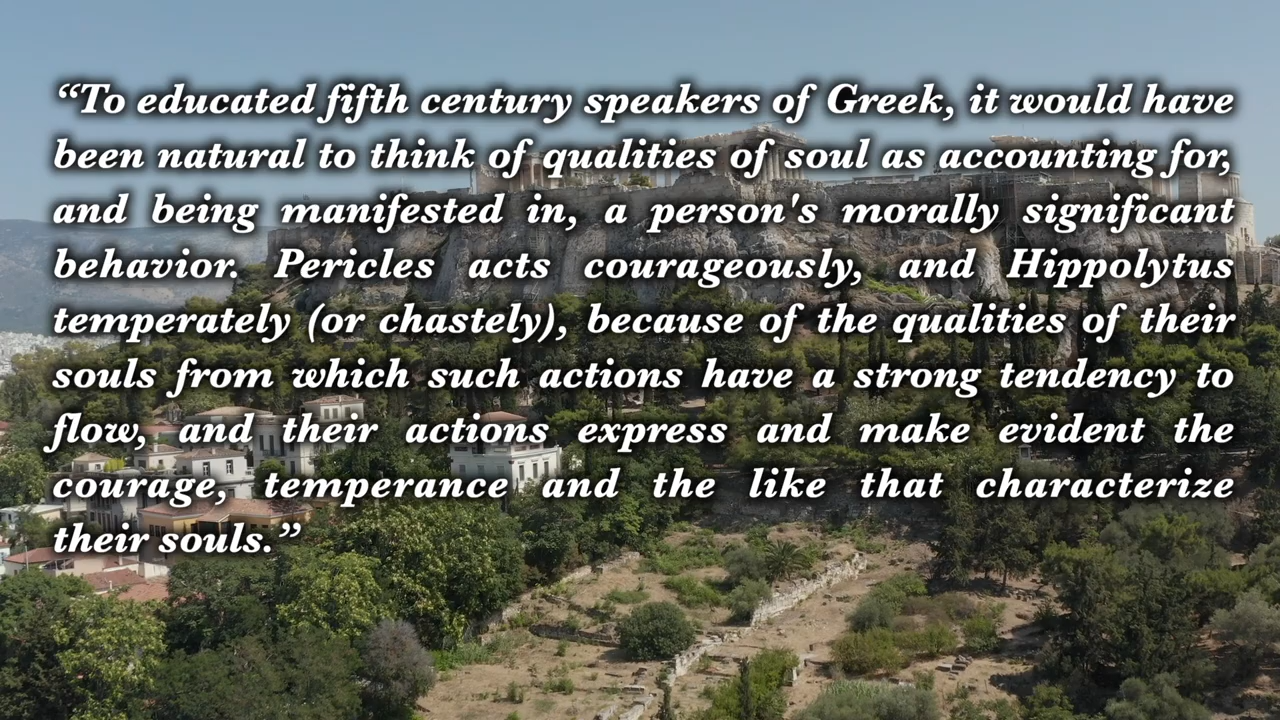 “To educated fifth century speakers of Greek, it would have
been natural to think of qualities of soul as accounting for,
and being manifested in, a person's morally significant
behavior. Pericles acts courageously, and Hippolytus
temperately (or chastely), because of the qualities of their
souls from which such actions have a strong tendency to
flow, and their actions express and make evident the
courage, temperance and the like that characterize
their souls.”